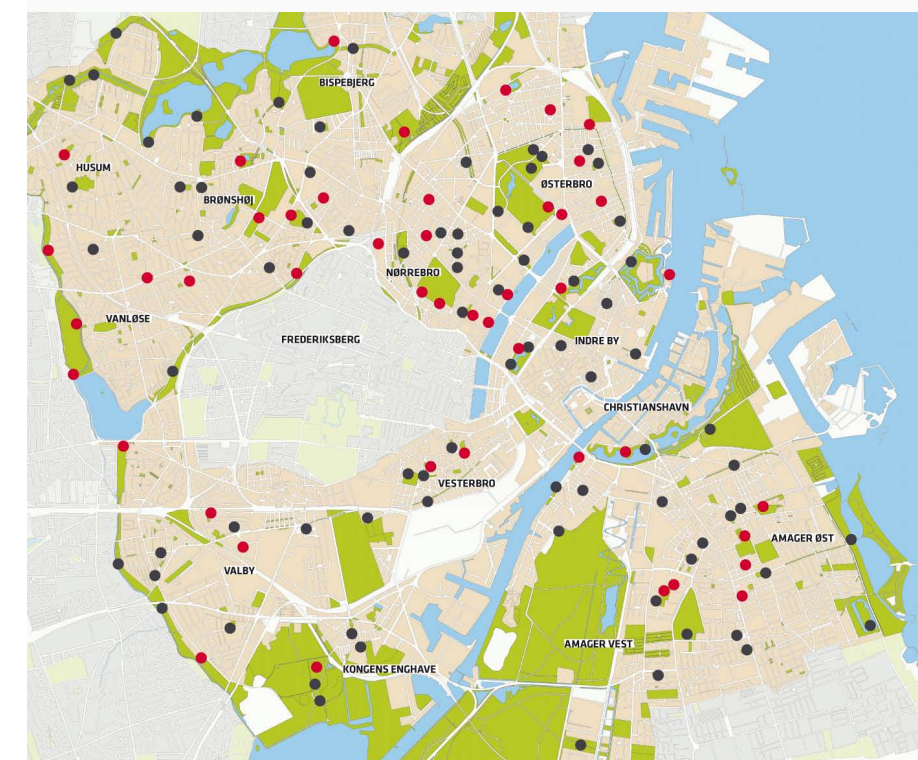 BISPEBJERG
HUSUM
ØSTERBRO
BRØNSHØJ
NØRREBRO
VANLØSE
FREDERIKSBERG
INDRE BY
CHRISTIANSHAVN
VESTERBRO
AMAGER ØST
VALBY
AMAGER VEST
KONGENS ENGHAVE